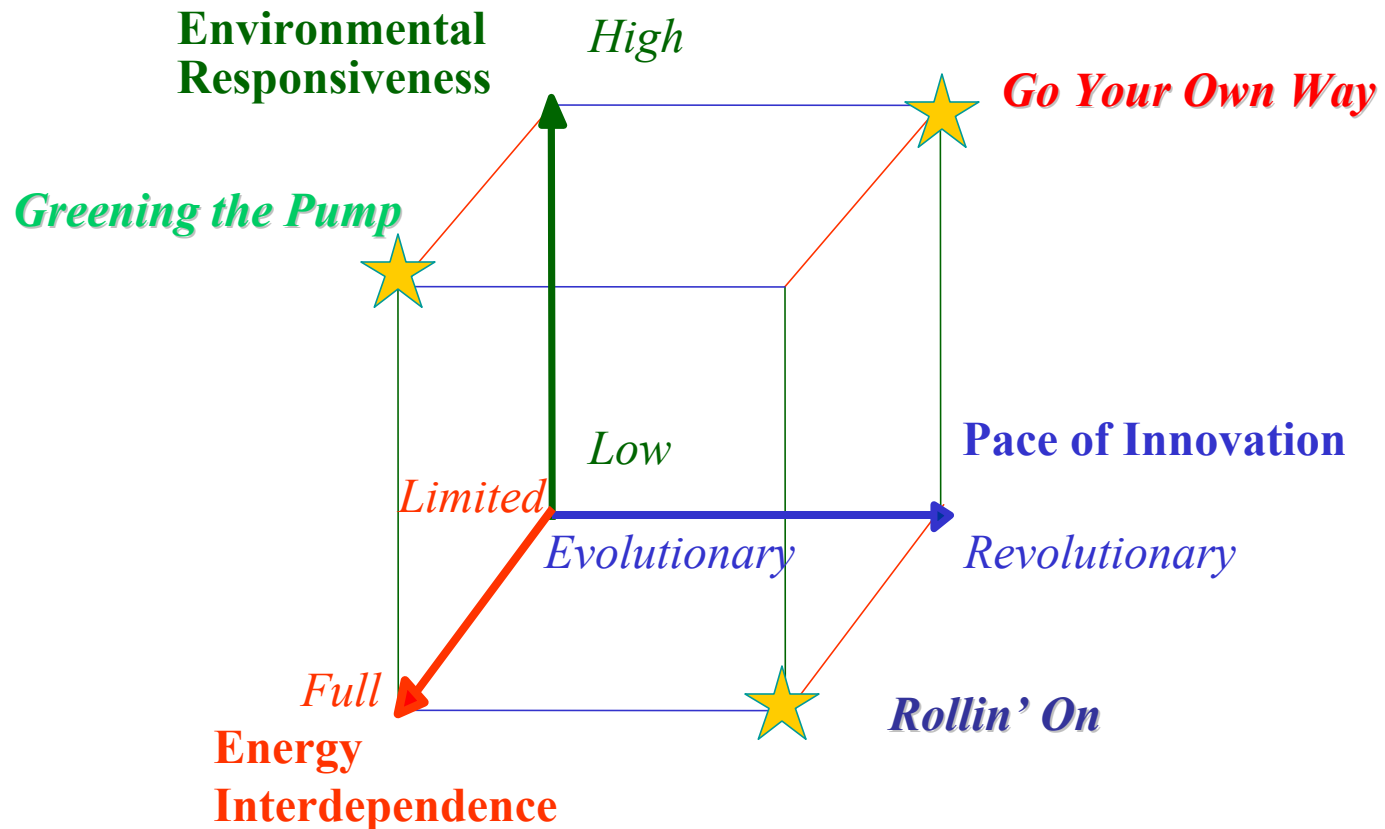 Environmental
Responsiveness
High
Go Your Own Way
Greening the Pump
Low
Pace of Innovation
Limited
Evolutionary
Revolutionary
Full
Rollin’ On
Energy
Interdependence